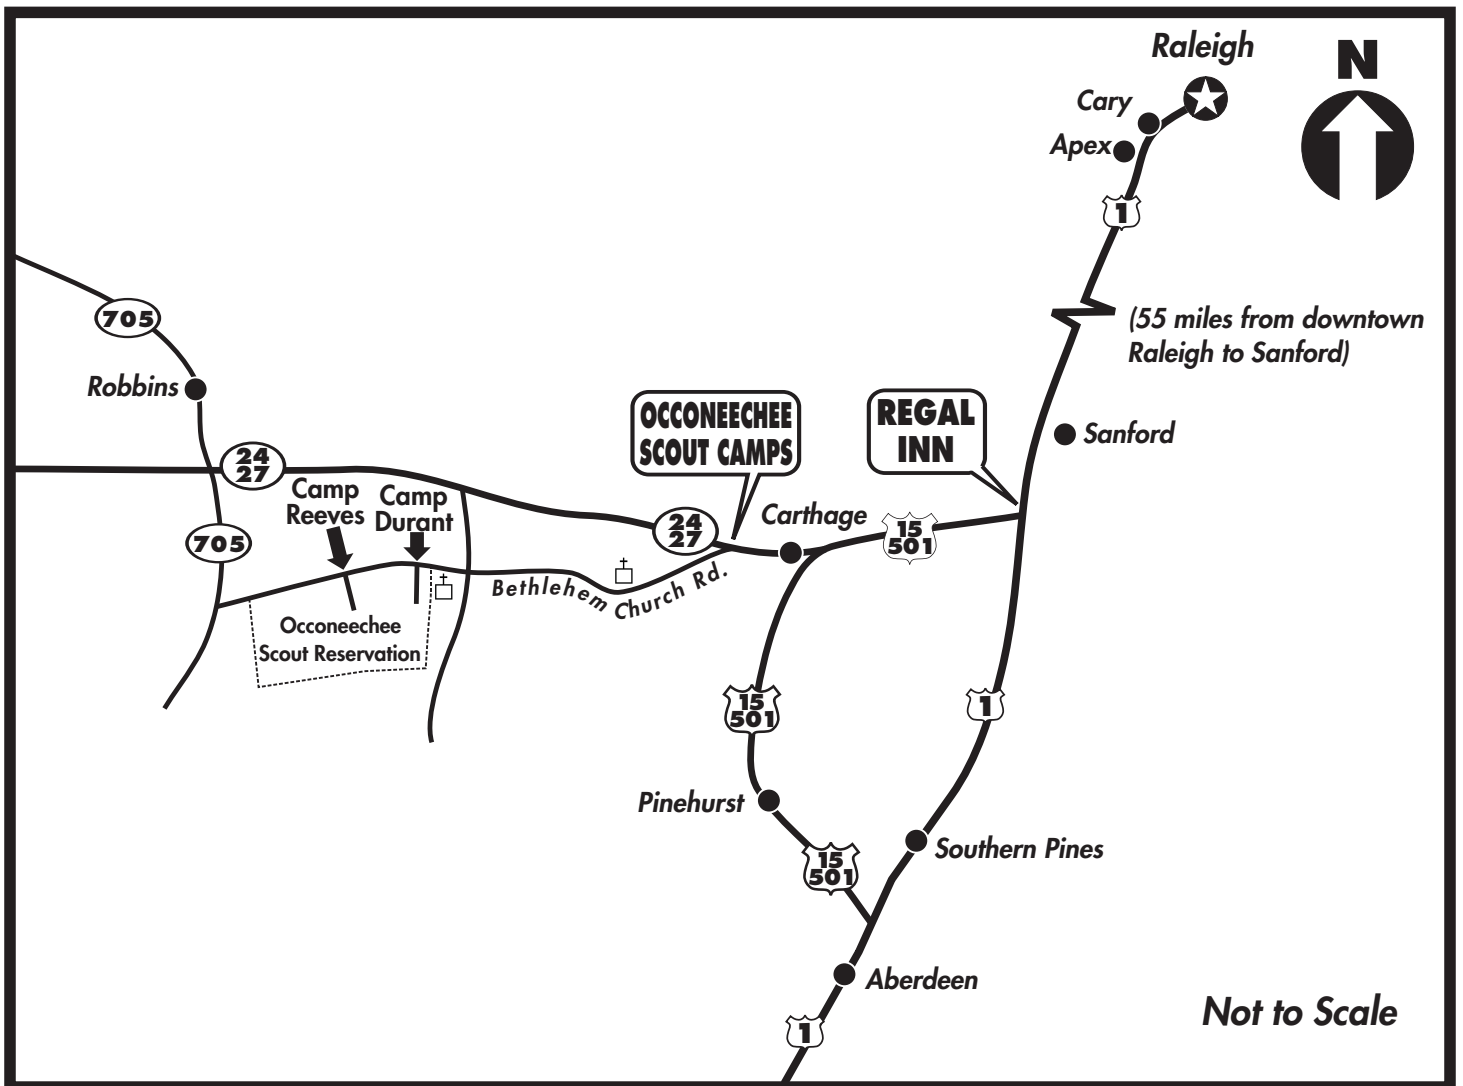 Raleigh
N
Cary
Apex
1
(55 miles from downtown
Raleigh to Sanford)
705
Robbins
OCCONEECHEE
SCOUT CAMPS
REGAL
INN
Sanford
24
27
Camp
Reeves
Camp
Durant
24
27
Carthage
15
501
705
Bethlehem Church Rd.
Occoneechee
Scout Reservation
15
501
1
Pinehurst
Southern Pines
15
501
Aberdeen
Not to Scale
1